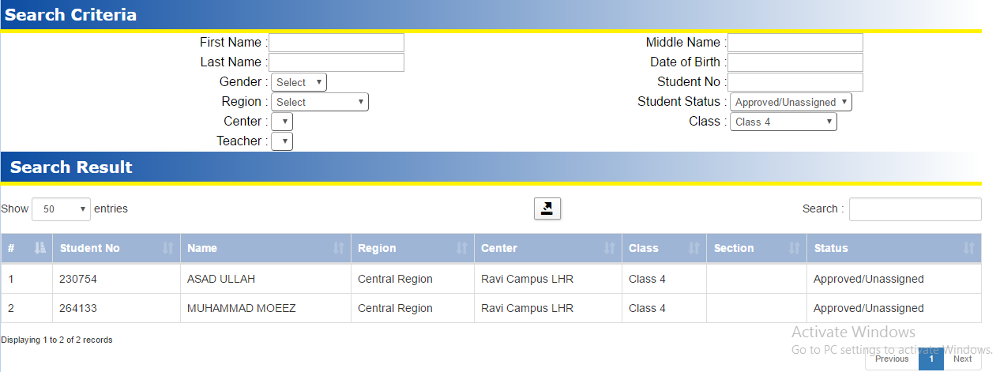 Search Criteria
First Name : Middle Name :
Last Name : Date of Birth :
Gender : Select Student No :
Region : Select Student Status : Approved/Unassigned
Center : Class : Class 4
Teacher :
Search Result
Show 50 entries Search :
# Student No Name Region Center Class Section Status
1 230754 ASAD ULLAH Central Region Ravi Campus LHR Class 4 Approved/Unassigned
2 264133 MUHAMMAD MOEEZ Central Region Ravi Campus LHR Class 4 Approved/Unassigned
Displaying 1 to 2 of 2 records
Activate Windows
Go to PC settings to activate Windows.
Previous 1 Next